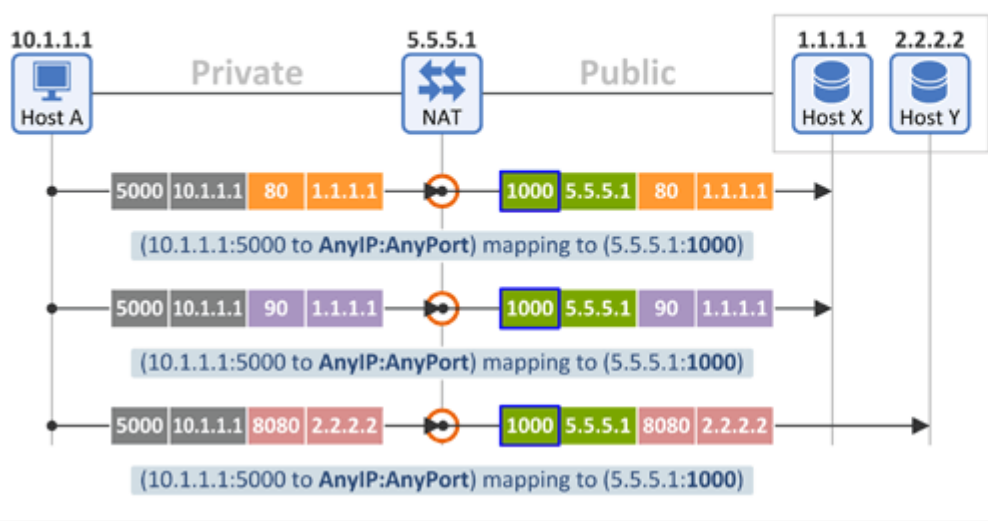 10.1.1.1 5.5.5.1 1.1.1.1 2.2.2.2
Private Public
Host A NAT Host X Host Y
5000 10.1.1.1 80 1.1.1.1 1000 5.5.5.1 80 1.1.1.1
(10.1.1.1:5000 to AnyIP:AnyPort) mapping to (5.5.5.1:1000)
5000 10.1.1.1 90 1.1.1.1 1000 5.5.5.1 90 1.1.1.1
(10.1.1.1:5000 to AnyIP:AnyPort) mapping to (5.5.5.1:1000)
5000 10.1.1.1 8080 2.2.2.2 1000 5.5.5.1 8080 2.2.2.2
(10.1.1.1:5000 to AnyIP:AnyPort) mapping to (5.5.5.1:1000)